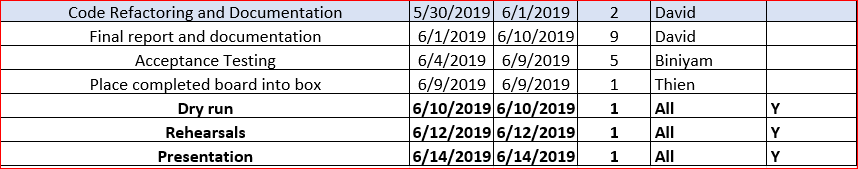 Code Refactoring and Documentation 5/30/2019 6/1/2019 2 David
Final report and documentation 6/1/2019 6/10/2019 9 David
Acceptance Testing 6/4/2019 6/9/2019 5 Biniyam
Place completed board into box 6/9/2019 6/9/2019 1 Thien
Dry run 6/10/2019 6/10/2019 1 All Y
Rehearsals 6/12/2019 6/12/2019 1 All Y
Presentation 6/14/2019 6/14/2019 1 All Y